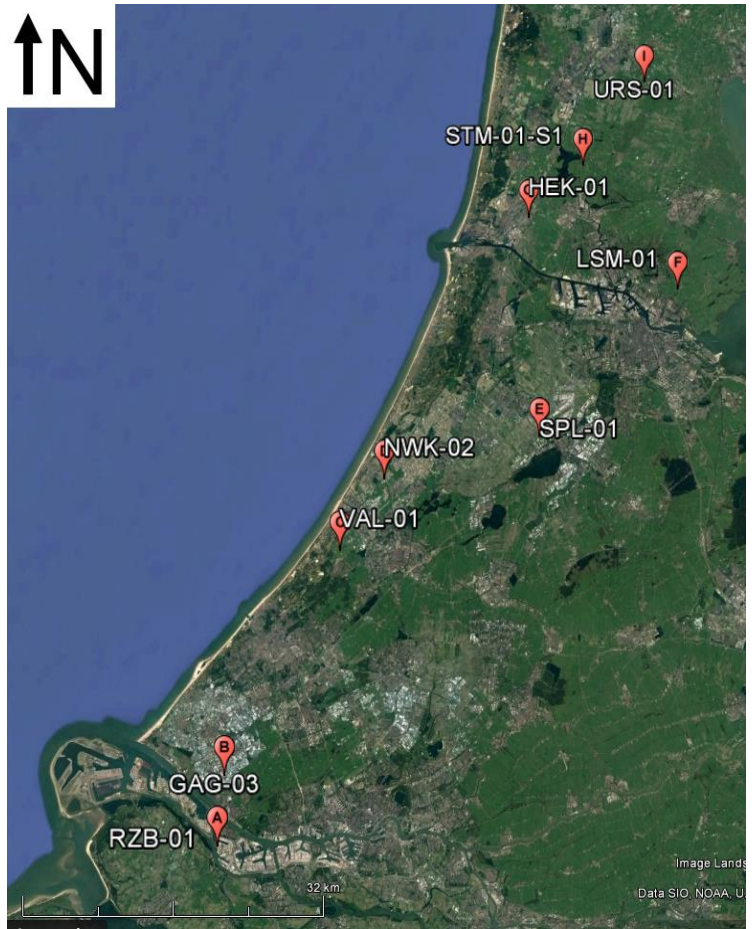 N
I
URS-01
STM-01-S1
H
HEK-01
LSM-01
F
E
SPL-01
NWK-02
VAL-01
B
GAG-03
A
RZB-01
32 km
Image Lands
Data SIO, NOAA, U.